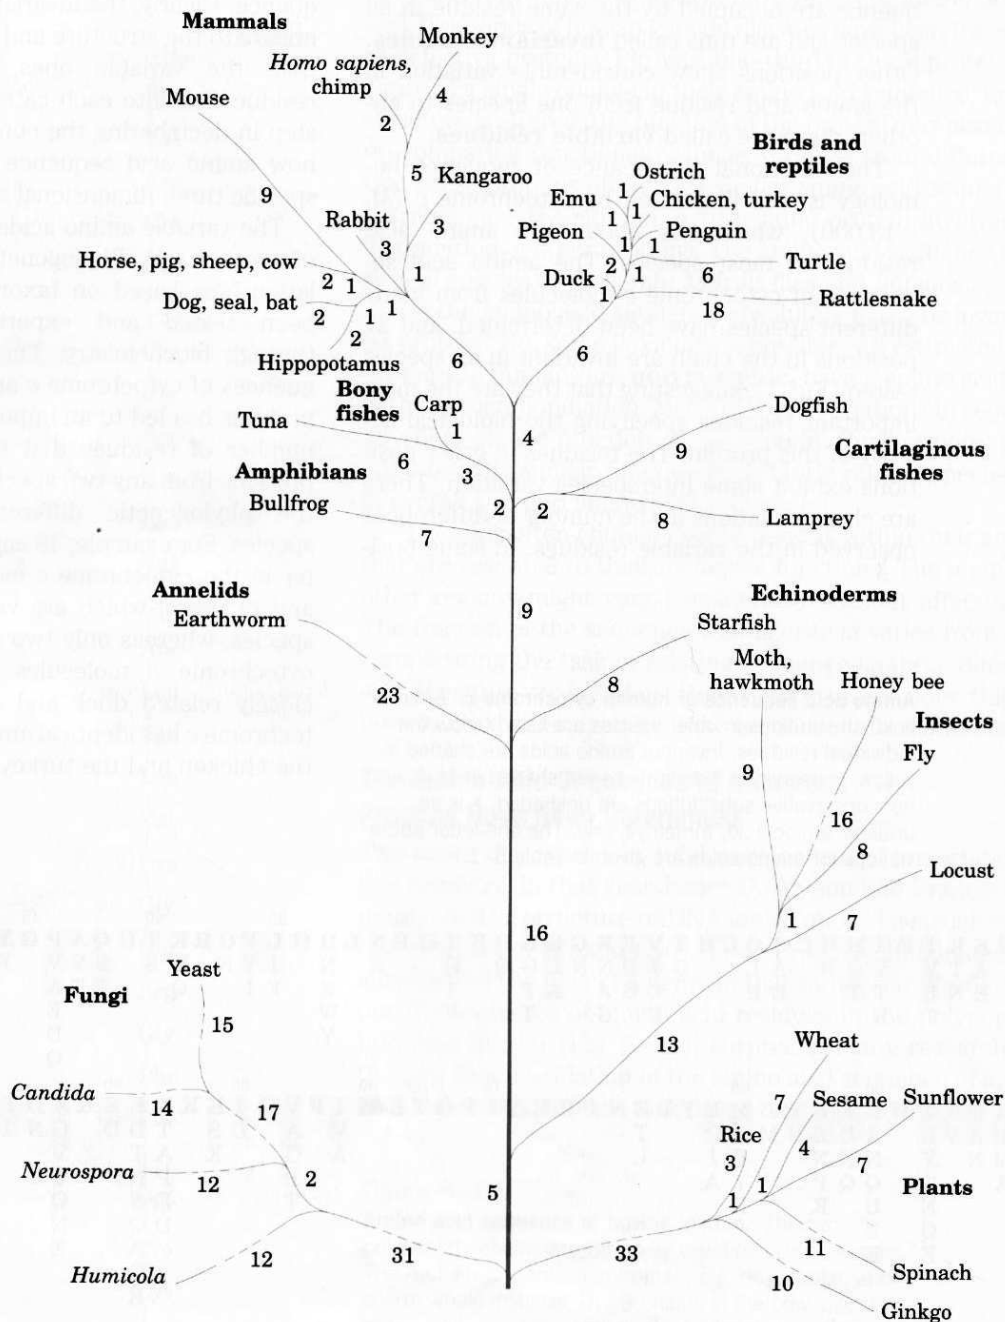 Mammals
Monkey
Homo sapiens,
chimp
4
Mouse
2
Birds and
reptiles
5
Kangaroo
Ostrich
9
1
Emu
1
1
Chicken, turkey
Rabbit
3
Pigeon
1
1
Penguin
3
Horse, pig, sheep, cow
2
1
1
Duck
2
1
6
Turtle
Dog, seal, bat
2
1
1
1
18
Rattlesnake
2
Hippopotamus
6
6
Bony
fishes
Carp
Dogfish
Tuna
1
4
9
Cartilaginous
fishes
Amphibians
6
3
Bullfrog
2
2
8
Lamprey
7
Annelids
Echinoderms
Earthworm
9
Starfish
Moth,
hawkmoth
Honey bee
23
8
Insects
Fly
9
16
8
Locust
1
7
16
Yeast
Fungi
15
13
Wheat
Candida
14
17
7
Sesame
Sunflower
Rice
4
Neurospora
12
2
3
7
5
1
1
Plants
Humicola
12
31
33
11
Spinach
10
Ginkgo